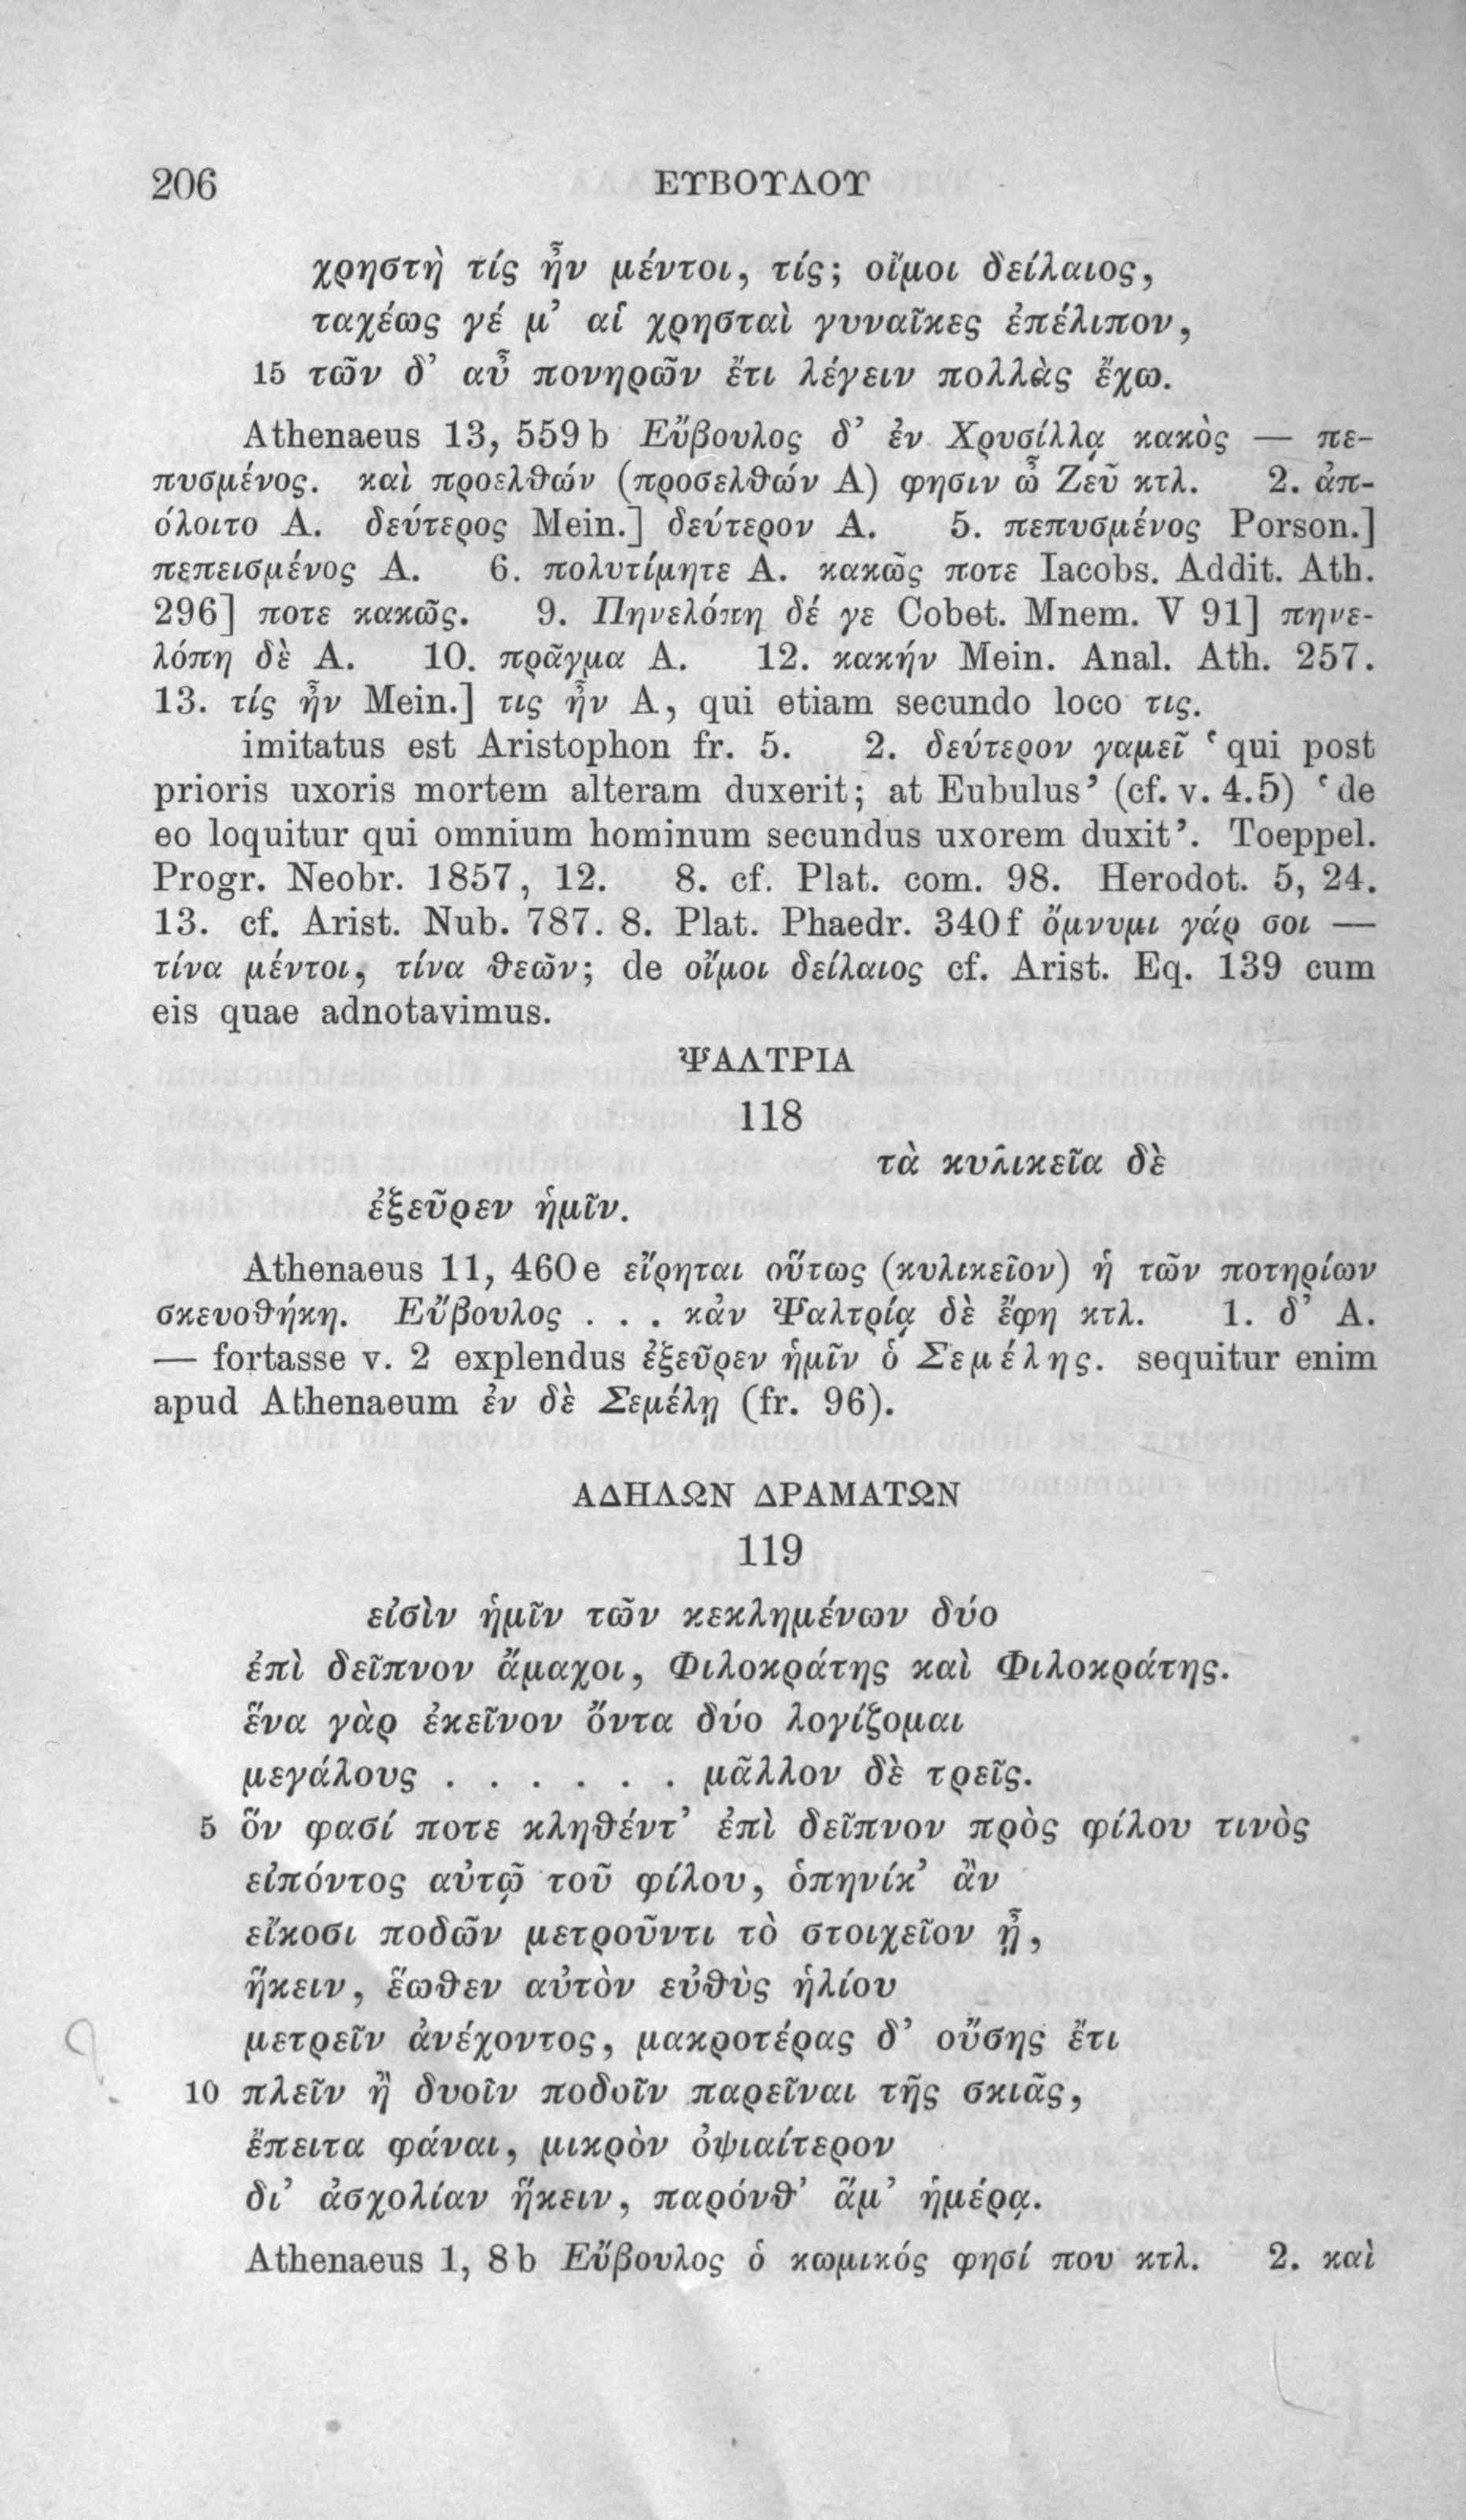 206 ΕΥΒΟΥΛΟΥ
χρηστὴ τίς ἦν μέντοι, τίς; οἴμοι δείλαιος,
ταχέως γέ μ’ αἱ χρησταὶ γυναῖκες ἐπέλιπον,
15 τῶν δ’ αὖ πονηρῶν ἔτι λέγειν πολλὰς ἔχω.
Athenaeus 13, 559b Εὔβουλος δ’ ἐν Χρυσίλλᾳ κακὸς — πε-
πυσμένος. καὶ προελθών (προσελθών A) φησιν ὦ Ζεῦ κτλ. 2. ἀπ-
όλοιτο A. δεύτερος Mein.] δεύτερον A. 5. πεπυσμένος Porson.]
πεπεισμένος A. 6. πολυτίμητε A. κακῶς ποτε Iacobs. Addit. Ath.
296] ποτε κακῶς. 9. Πηνελόπη δέ γε Cobet. Mnem. V 91] πηνε-
λόπη δὲ A. 10. πρᾶγμα A. 12. κακήν Mein. Anal. Ath. 257.
13. τίς ἦν Mein.] τις ἦν A, qui etiam secundo loco τις.
imitatus est Aristophon fr. 5. 2. δεύτερον γαμεῖ ‘qui post
prioris uxoris mortem alteram duxerit; at Eubulus’ (cf. v. 4.5) ‘de
eo loquitur qui omnium hominum secundus uxorem duxit’. Toeppel.
Progr. Neobr. 1857, 12. 8. cf. Plat. com. 98. Herodot. 5, 24.
13. cf. Arist. Nub. 787. 8. Plat. Phaedr. 340f ὄμνυμι γάρ σοι —
τίνα μέντοι, τίνα θεῶν; de οἴμοι δείλαιος cf. Arist. Eq. 139 cum
eis quae adnotavimus.
ΨΑΛΤΡΙΑ
118
τὰ κυλικεῖα δὲ
ἐξεῦρεν ἡμῖν.
Athenaeus 11, 460e εἴρηται οὕτως (κυλικεῖον) ἡ τῶν ποτηρίων
σκευοθήκη. Εὔβουλος . . . κἀν Ψαλτρίᾳ δὲ ἔφη κτλ. 1. δ’ A.
— fortasse v. 2 explendus ἐξεῦρεν ἡμῖν ὁ Σεμέλης. sequitur enim
apud Athenaeum ἐν δὲ Σεμέλῃ (fr. 96).
ΑΔΗΛΩΝ ΔΡΑΜΑΤΩΝ
119
εἰσὶν ἡμῖν τῶν κεκλημένων δύο
ἐπὶ δεῖπνον ἄμαχοι, Φιλοκράτης καὶ Φιλοκράτης.
ἕνα γὰρ ἐκεῖνον ὄντα δύο λογίζομαι
μεγάλους . . . . . . μᾶλλον δὲ τρεῖς.
5 ὅν φασί ποτε κληθέντ’ ἐπὶ δεῖπνον πρὸς φίλου τινὸς
εἰπόντος αὐτῷ τοῦ φίλου, ὁπηνίκ’ ἂν
εἴκοσι ποδῶν μετροῦντι τὸ στοιχεῖον ᾖ,
ἥκειν, ἕωθεν αὐτὸν εὐθὺς ἡλίου
μετρεῖν ἀνέχοντος, μακροτέρας δ’ οὔσης ἔτι
10 πλεῖν ἢ δυοῖν ποδοῖν παρεῖναι τῆς σκιᾶς,
ἔπειτα φάναι, μικρὸν ὀψιαίτερον
δι’ ἀσχολίαν ἥκειν, παρόνθ’ ἅμ’ ἡμέρᾳ.
Athenaeus 1, 8b Εὔβουλος ὁ κωμικός φησί που κτλ. 2. καὶ